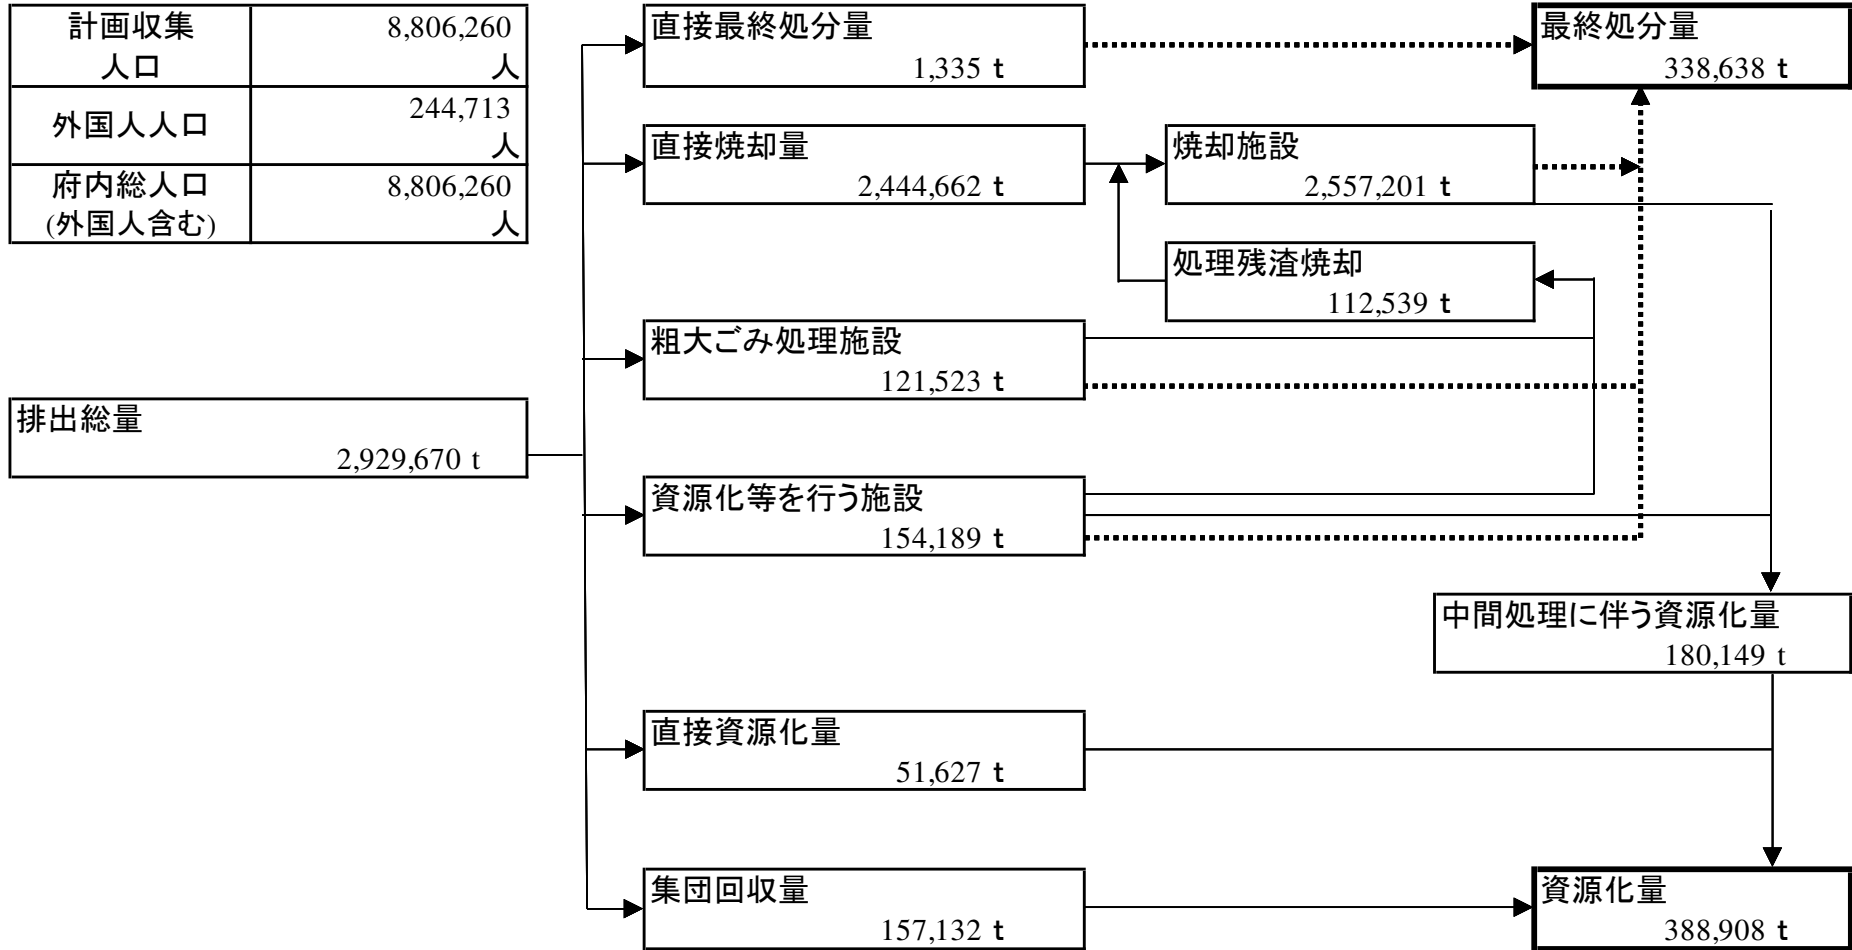 計画収集
人口
8,806,260
人
外国人人口
244,713
人
府内総人口
(外国人含む)
8,806,260
人
排出総量
2,929,670 t
直接最終処分量
1,335 t
最終処分量
338,638 t
直接焼却量
2,444,662 t
焼却施設
2,557,201 t
処理残渣焼却
112,539 t
粗大ごみ処理施設
121,523 t
資源化等を行う施設
154,189 t
中間処理に伴う資源化量
180,149 t
直接資源化量
51,627 t
集団回収量
157,132 t
資源化量
388,908 t